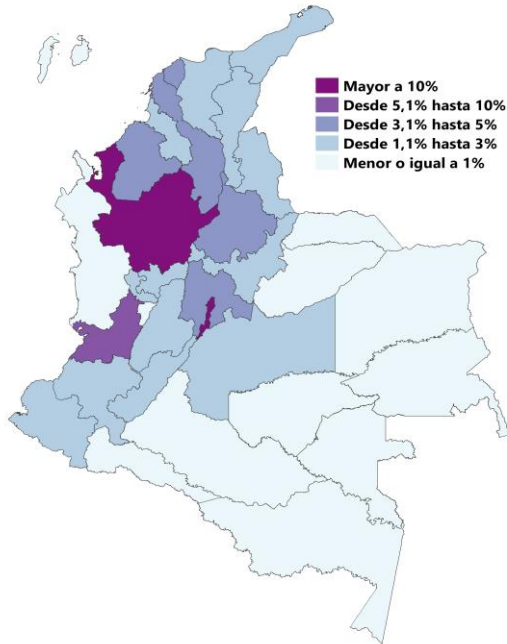 Mayor a 10%
Desde 5,1% hasta 10%
Desde 3,1% hasta 5%
Desde 1,1% hasta 3%
Menor o igual a 1%